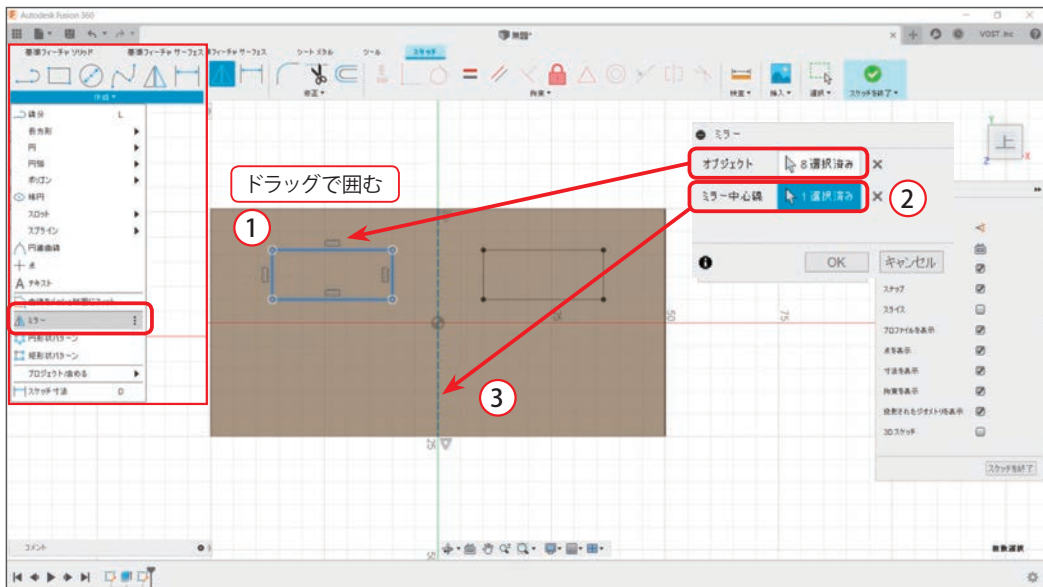 Autodesk Fusion 360
無題*
VOST Inc
基準フィーチャ ソリッド 基準フィーチャ サーフェス フィーチャ サーフェス シート メタル ツール スケッチ
作成 修正 拘束 検査 挿入 選択 スケッチを終了
線分 L
長方形
円
円弧
ポリゴン
楕円
スロット
スプライン
円錐曲線
点
テキスト
ミラー
円形状パターン
矩形状パターン
プロジェクト/含める
スケッチ寸法 D
ドラッグで囲む
①
②
③
ミラー
オブジェクト 8 選択済み
ミラー中心線 1 選択済み
OK キャンセル
上
Y
X
Z
スナップ
スライス
プロファイルを表示
点を表示
寸法を表示
拘束を表示
投影されたジオメトリを表示
3D スケッチ
スケッチを終了
25
50
75
25
50
コメント
複数選択